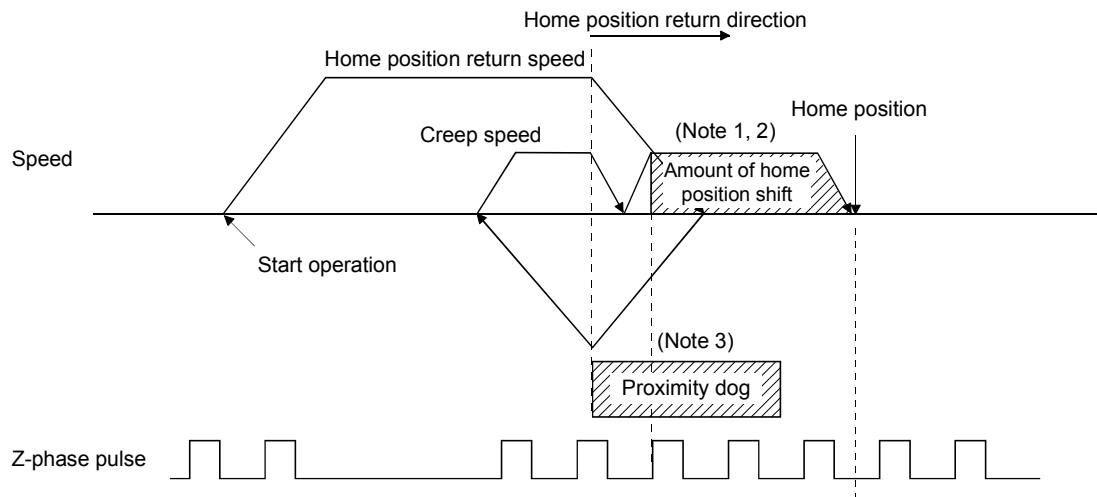 Home position return direction
Home position return speed
Home position
Creep speed
(Note 1, 2)
Speed
Amount of home
position shift
Start operation
(Note 3)
Proximity dog
Z-phase pulse